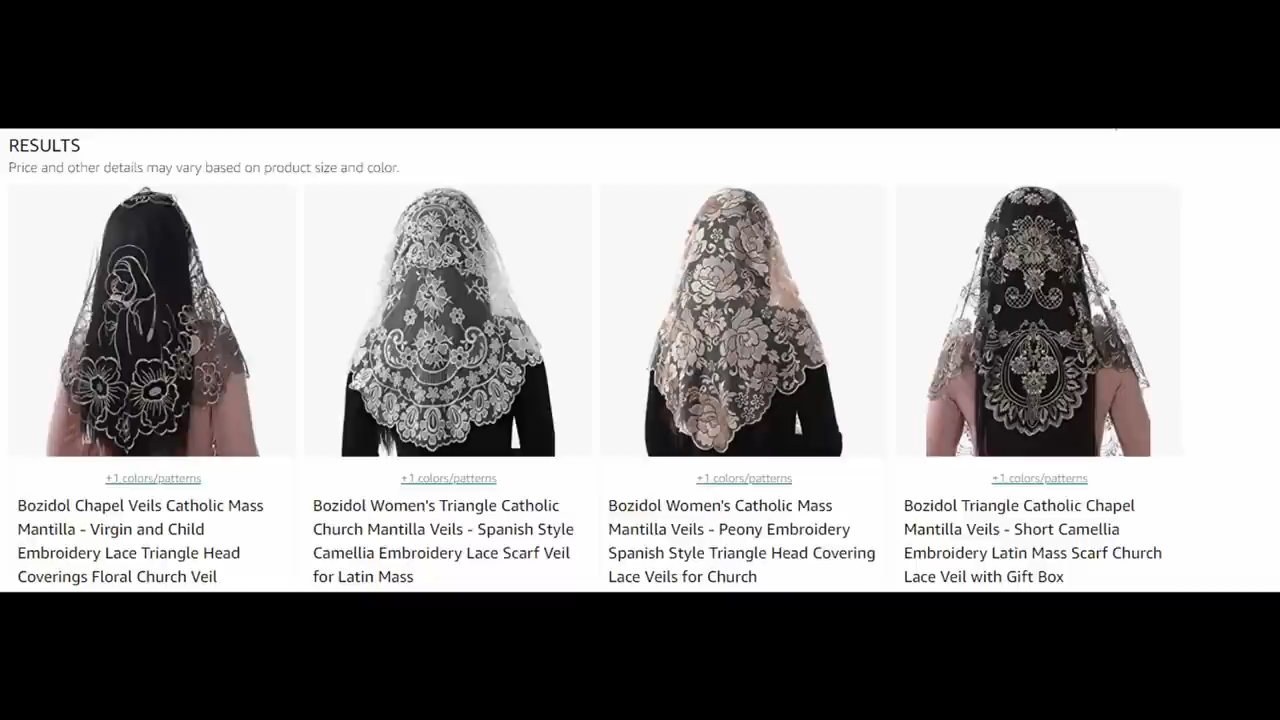 RESULTS
Price and other details may vary based on product size and color.
+1 colors/patterns
Bozidol Chapel Veils Catholic Mass
Mantilla - Virgin and Child
Embroidery Lace Triangle Head
Coverings Floral Church Veil
+1 colors/patterns
Bozidol Women's Triangle Catholic
Church Mantilla Veils - Spanish Style
Camellia Embroidery Lace Scarf Veil
for Latin Mass
+1 colors/patterns
Bozidol Women's Catholic Mass
Mantilla Veils - Peony Embroidery
Spanish Style Triangle Head Covering
Lace Veils for Church
+1 colors/patterns
Bozidol Triangle Catholic Chapel
Mantilla Veils - Short Camellia
Embroidery Latin Mass Scarf Church
Lace Veil with Gift Box